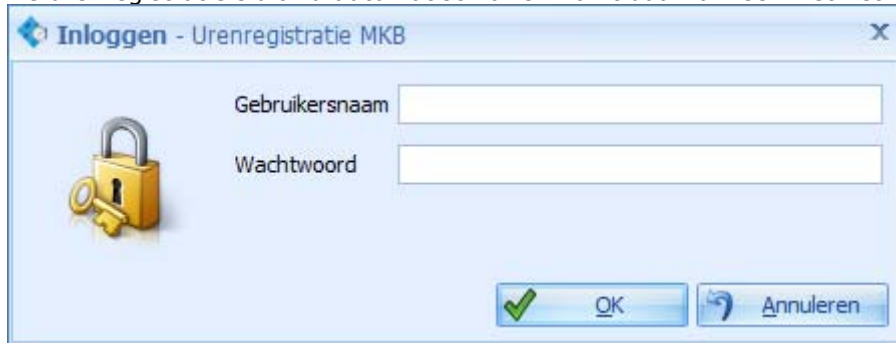 Inloggen - Urenregistratie MKB
Gebruikersnaam
Wachtwoord
OK
Annuleren